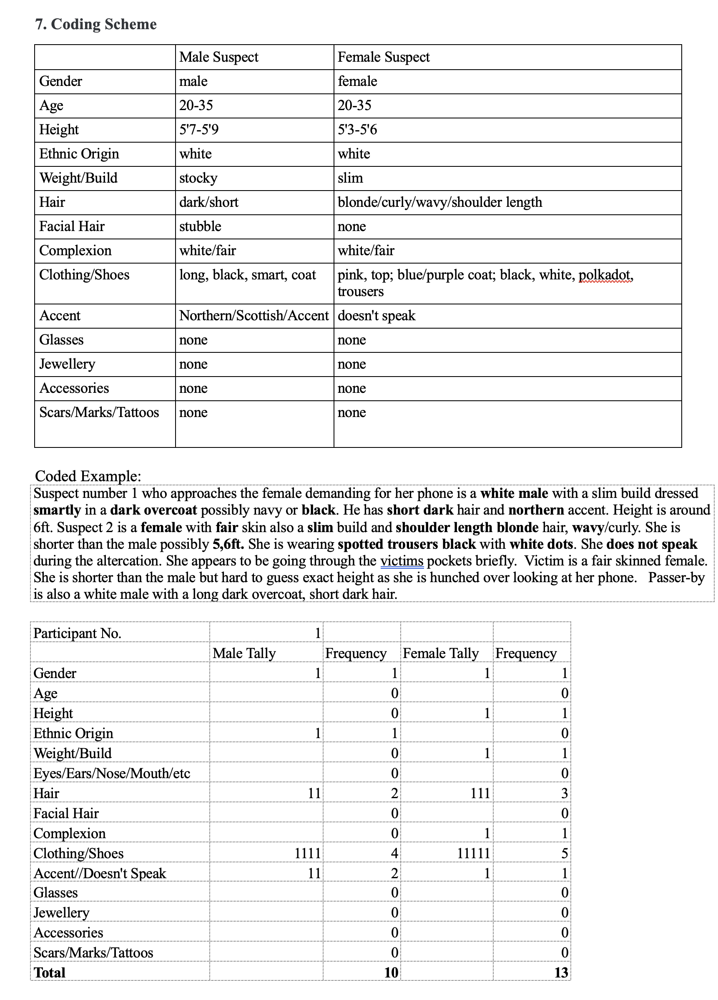 7. Coding Scheme
Male Suspect Female Suspect
Gender male female
Age 20-35 20-35
Height 5'7-5'9 5'3-5'6
Ethnic Origin white white
Weight/Build stocky slim
Hair dark/short blonde/curly/wavy/shoulder length
Facial Hair stubble none
Complexion white/fair white/fair
Clothing/Shoes long, black, smart, coat pink, top; blue/purple coat; black, white, polkadot,
trousers
Accent Northern/Scottish/Accent doesn't speak
Glasses none none
Jewellery none none
Accessories none none
Scars/Marks/Tattoos none none
Coded Example:
Suspect number 1 who approaches the female demanding for her phone is a white male with a slim build dressed
smartly in a dark overcoat possibly navy or black. He has short dark hair and northern accent. Height is around
6ft. Suspect 2 is a female with fair skin also a slim build and shoulder length blonde hair, wavy/curly. She is
shorter than the male possibly 5,6ft. She is wearing spotted trousers black with white dots. She does not speak
during the altercation. She appears to be going through the victims pockets briefly.  Victim is a fair skinned female.
She is shorter than the male but hard to guess exact height as she is hunched over looking at her phone.   Passer-by
is also a white male with a long dark overcoat, short dark hair.
Participant No. 1
Male Tally Frequency Female Tally Frequency
Gender 1 1 1 1
Age 0 0
Height 0 1 1
Ethnic Origin 1 1 0
Weight/Build 0 1 1
Eyes/Ears/Nose/Mouth/etc 0 0
Hair 11 2 111 3
Facial Hair 0 0
Complexion 0 1 1
Clothing/Shoes 1111 4 11111 5
Accent//Doesn't Speak 11 2 1 1
Glasses 0 0
Jewellery 0 0
Accessories 0 0
Scars/Marks/Tattoos 0 0
Total 10 13